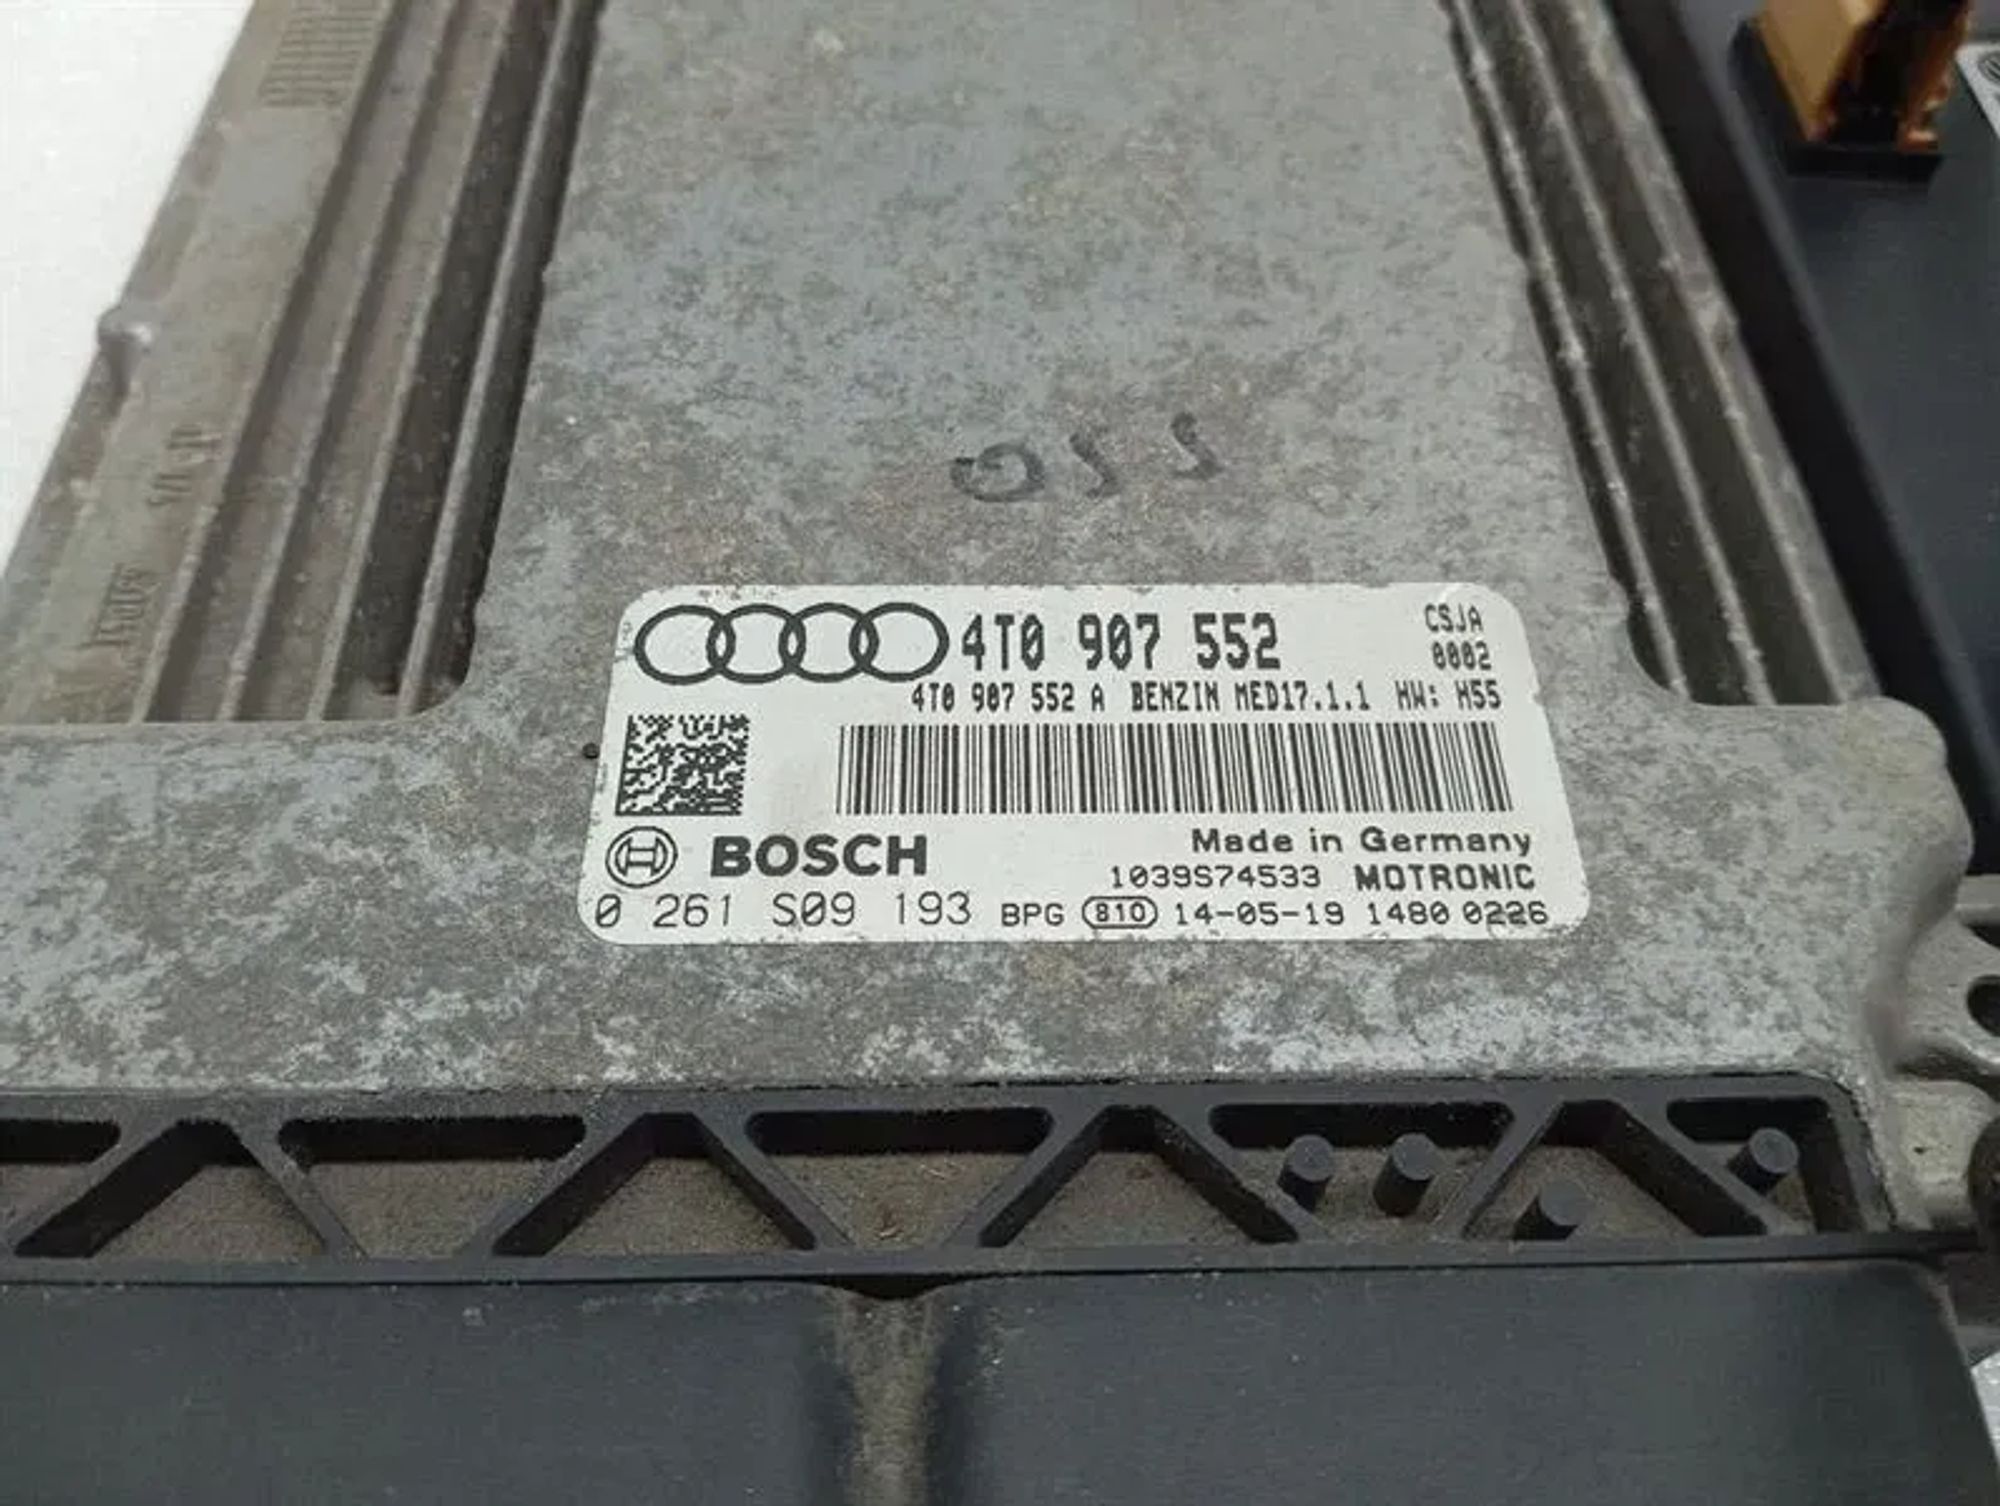 4T0 907 552 CSJA
0002
4T0 907 552 A BENZIN MED17.1.1 HW: H55
BOSCH
Made in Germany
1039S74533 MOTRONIC
0 261 S09 193 BPG 810 14-05-19 1480 0226